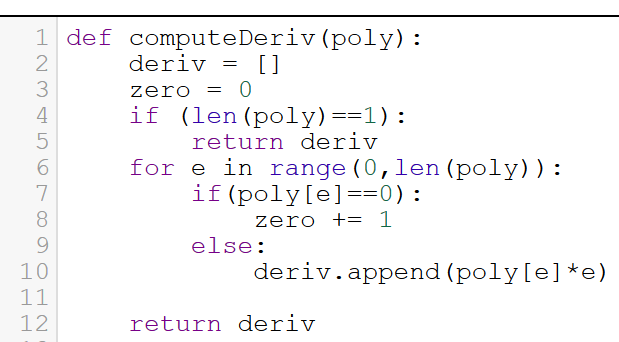 1 def computeDeriv(poly):
2     deriv = []
3     zero = 0
4     if (len(poly)==1):
5         return deriv
6     for e in range(0,len(poly)):
7         if(poly[e]==0):
8             zero += 1
9         else:
10             deriv.append(poly[e]*e)
11
12     return deriv